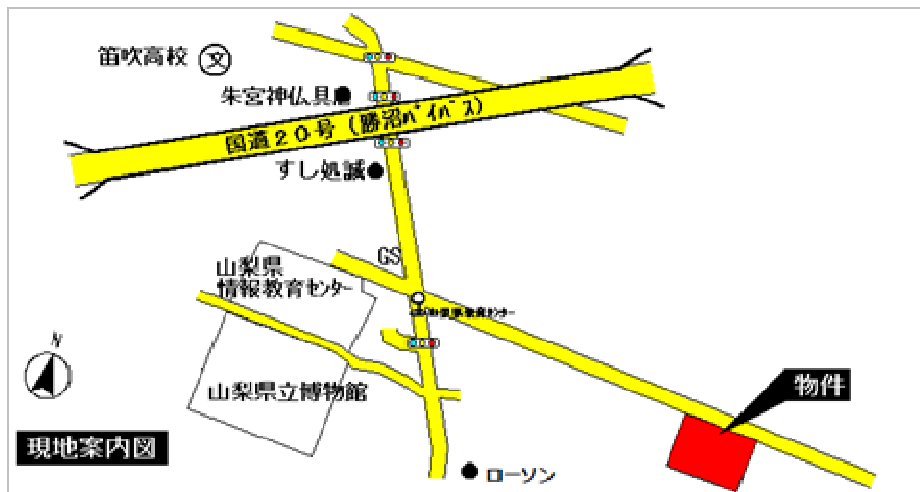 笛吹高校
文
朱宮神仏具
国道20号（勝沼バイパス）
すし処誠
GS
山梨県
情報教育センター
山梨県立博物館
N
物件
現地案内図
ローソン